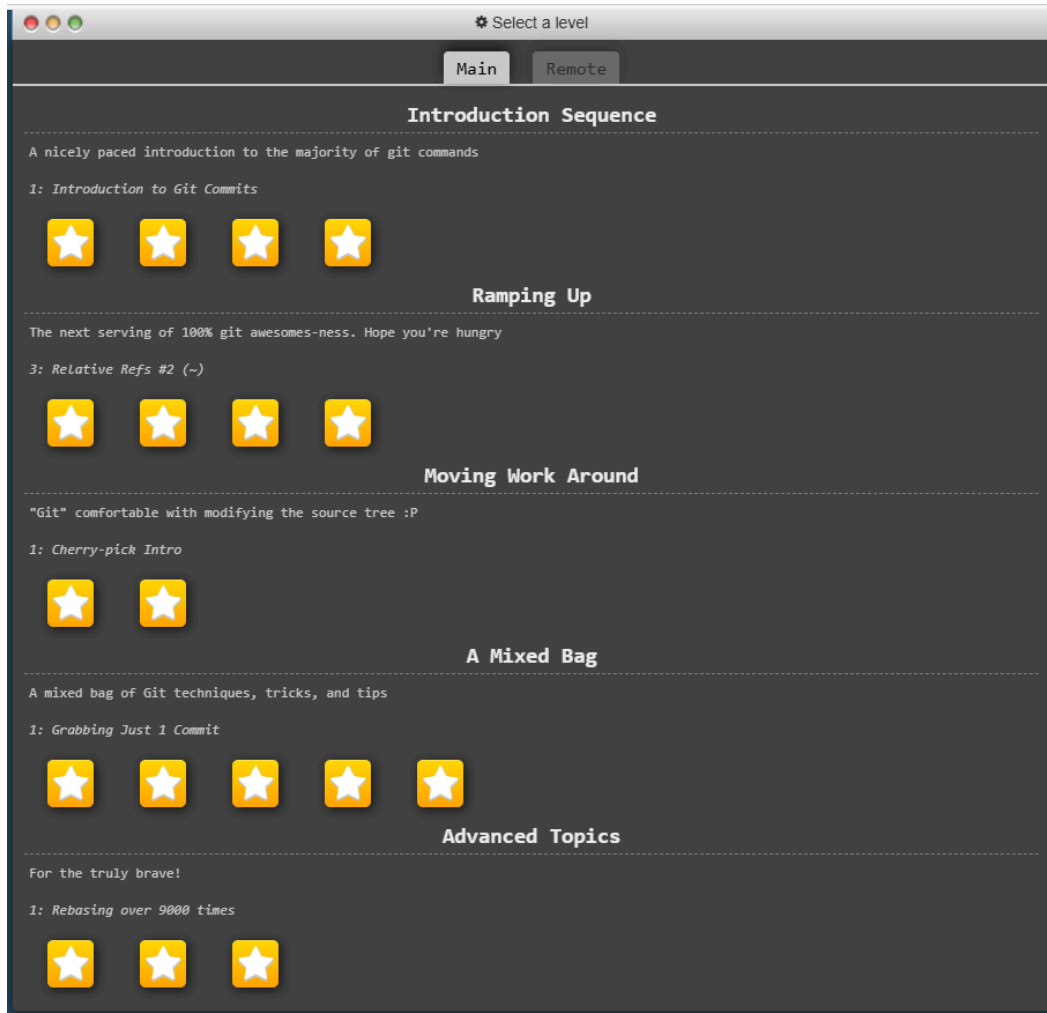 Select a level
Main Remote
Introduction Sequence
A nicely paced introduction to the majority of git commands
1: Introduction to Git Commits
Ramping Up
The next serving of 100% git awesomes-ness. Hope you're hungry
3: Relative Refs #2 (~)
Moving Work Around
"Git" comfortable with modifying the source tree :P
1: Cherry-pick Intro
A Mixed Bag
A mixed bag of Git techniques, tricks, and tips
1: Grabbing Just 1 Commit
Advanced Topics
For the truly brave!
1: Rebasing over 9000 times